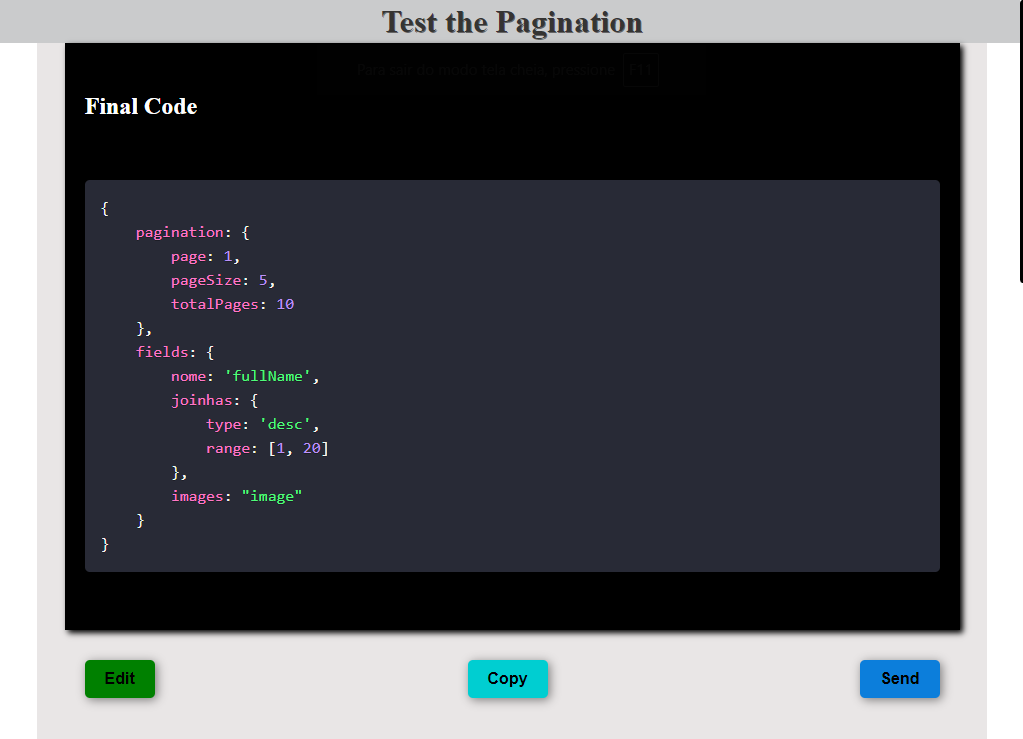 Test the Pagination
Para sair do modo tela cheia, pressione F11
Final Code
{
    pagination: {
        page: 1,
        pageSize: 5,
        totalPages: 10
    },
    fields: {
        nome: 'fullName',
        joinhas: {
            type: 'desc',
            range: [1, 20]
        },
        images: "image"
    }
}
Edit Copy Send